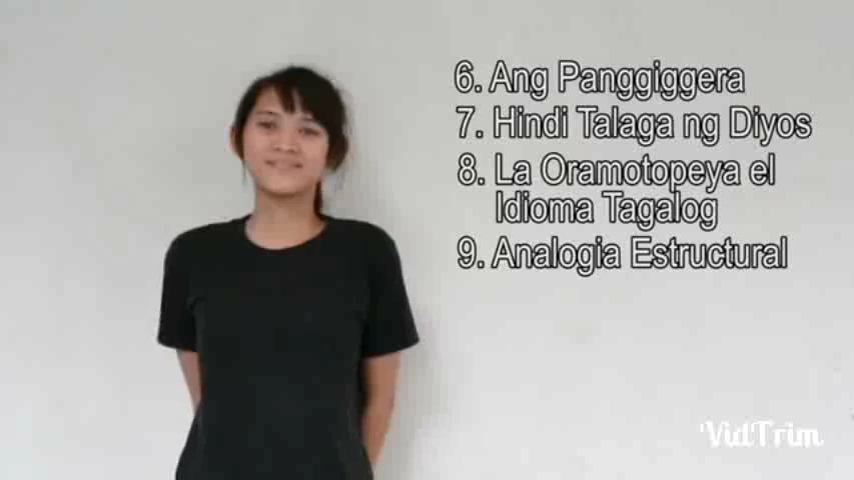 6. Ang Panggiggera
7. Hindi Talaga ng Diyos
8. La Oramotopeya el
Idioma Tagalog
9. Analogia Estructural
VidTrim